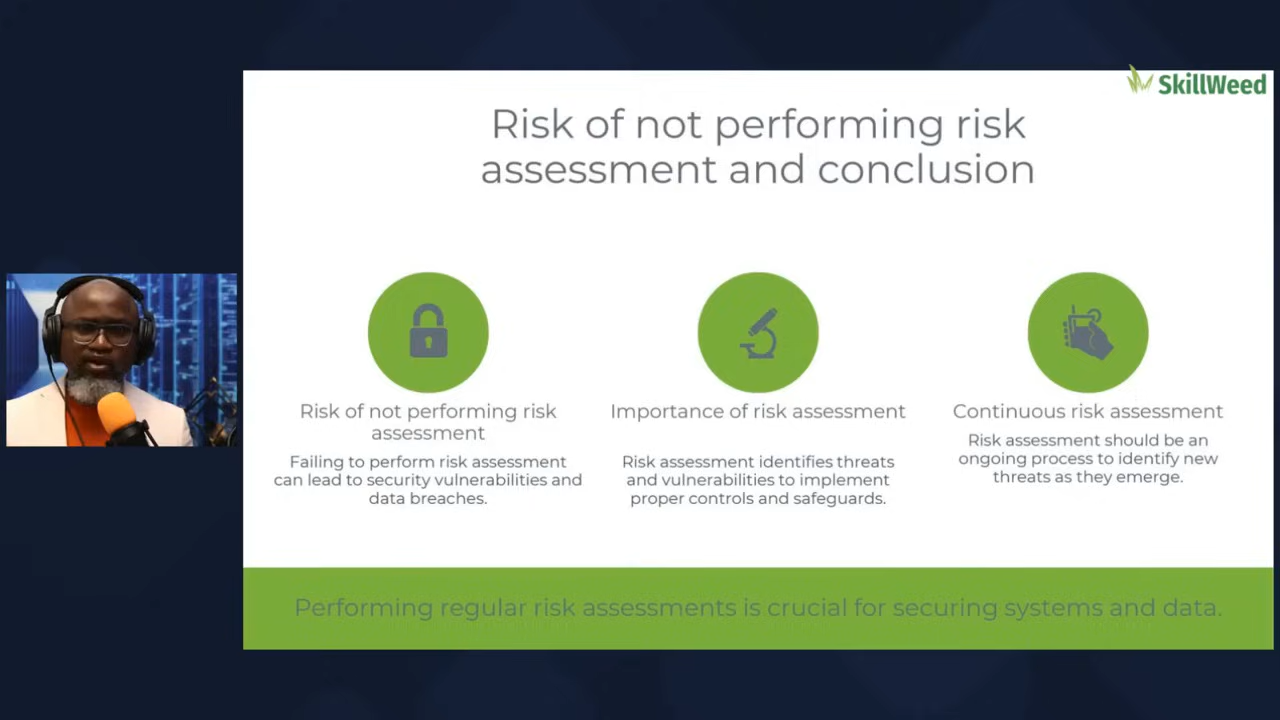 SkillWeed
Risk of not performing risk
assessment and conclusion
Risk of not performing risk
assessment
Failing to perform risk assessment
can lead to security vulnerabilities and
data breaches.
Importance of risk assessment
Risk assessment identifies threats
and vulnerabilities to implement
proper controls and safeguards.
Continuous risk assessment
Risk assessment should be an
ongoing process to identify new
threats as they emerge.
Performing regular risk assessments is crucial for securing systems and data.